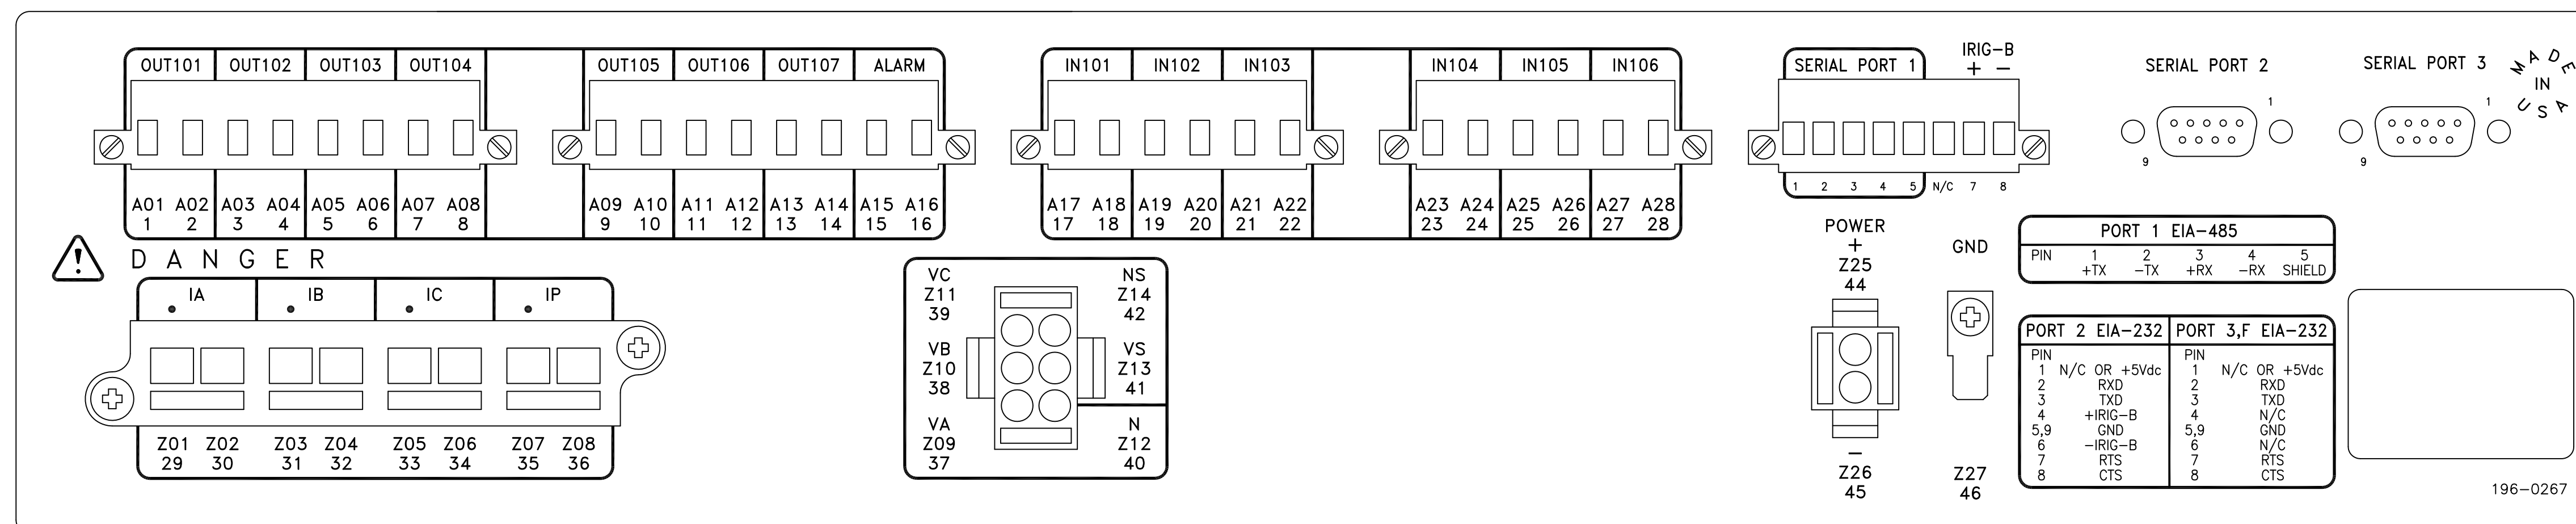 OUT101 OUT102 OUT103 OUT104 OUT105 OUT106 OUT107 ALARM
A01 A02 A03 A04 A05 A06 A07 A08 A09 A10 A11 A12 A13 A14 A15 A16
1 2 3 4 5 6 7 8 9 10 11 12 13 14 15 16
IN101 IN102 IN103 IN104 IN105 IN106
A17 A18 A19 A20 A21 A22 A23 A24 A25 A26 A27 A28
17 18 19 20 21 22 23 24 25 26 27 28
SERIAL PORT 1
IRIG-B
+ −
1 2 3 4 5 N/C 7 8
SERIAL PORT 2
1
9
SERIAL PORT 3
1
9
MADE
IN
USA
DANGER
IA IB IC IP
Z01 Z02 Z03 Z04 Z05 Z06 Z07 Z08
29 30 31 32 33 34 35 36
VC NS
Z11 Z14
39 42
VB VS
Z10 Z13
38 41
VA N
Z09 Z12
37 40
POWER
+
Z25
44
−
Z26
45
GND
Z27
46
PORT 1 EIA-485
PIN 1 2 3 4 5
+TX −TX +RX −RX SHIELD
PORT 2 EIA-232
PIN
1 N/C OR +5Vdc
2 RXD
3 TXD
4 +IRIG-B
5,9 GND
6 −IRIG-B
7 RTS
8 CTS
PORT 3,F EIA-232
PIN
1 N/C OR +5Vdc
2 RXD
3 TXD
4 N/C
5,9 GND
6 N/C
7 RTS
8 CTS
196-0267